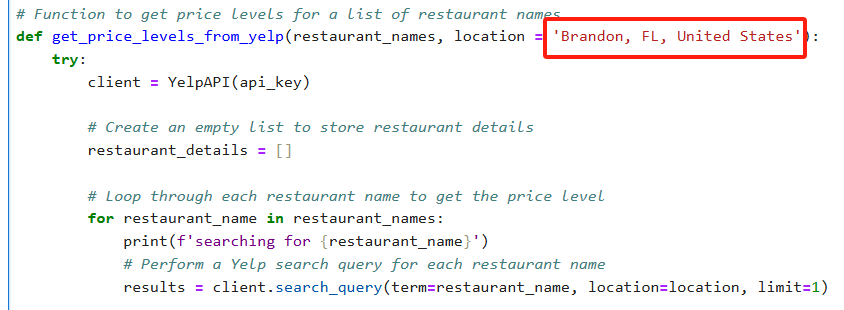 # Function to get price levels for a list of restaurant names
def get_price_levels_from_yelp(restaurant_names, location = 'Brandon, FL, United States'):
    try:
        client = YelpAPI(api_key)
        # Create an empty list to store restaurant details
        restaurant_details = []
        # Loop through each restaurant name to get the price level
        for restaurant_name in restaurant_names:
            print(f'searching for {restaurant_name}')
            # Perform a Yelp search query for each restaurant name
            results = client.search_query(term=restaurant_name, location=location, limit=1)